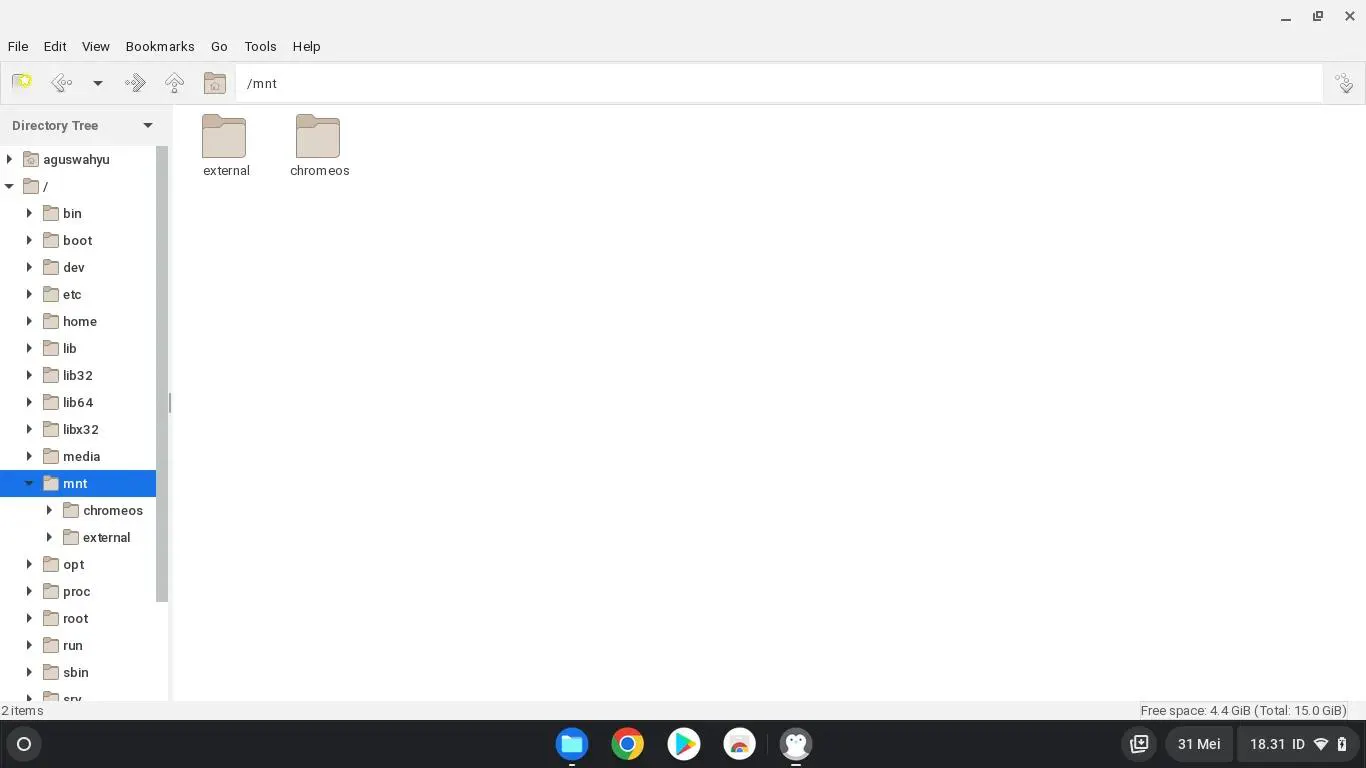 File Edit View Bookmarks Go Tools Help
/mnt
Directory Tree
aguswahyu
/
bin
boot
dev
etc
home
lib
lib32
lib64
libx32
media
mnt
chromeos
external
opt
proc
root
run
sbin
srv
external chromeos
2 items
Free space: 4.4 GiB (Total: 15.0 GiB)
31 Mei
18.31 ID